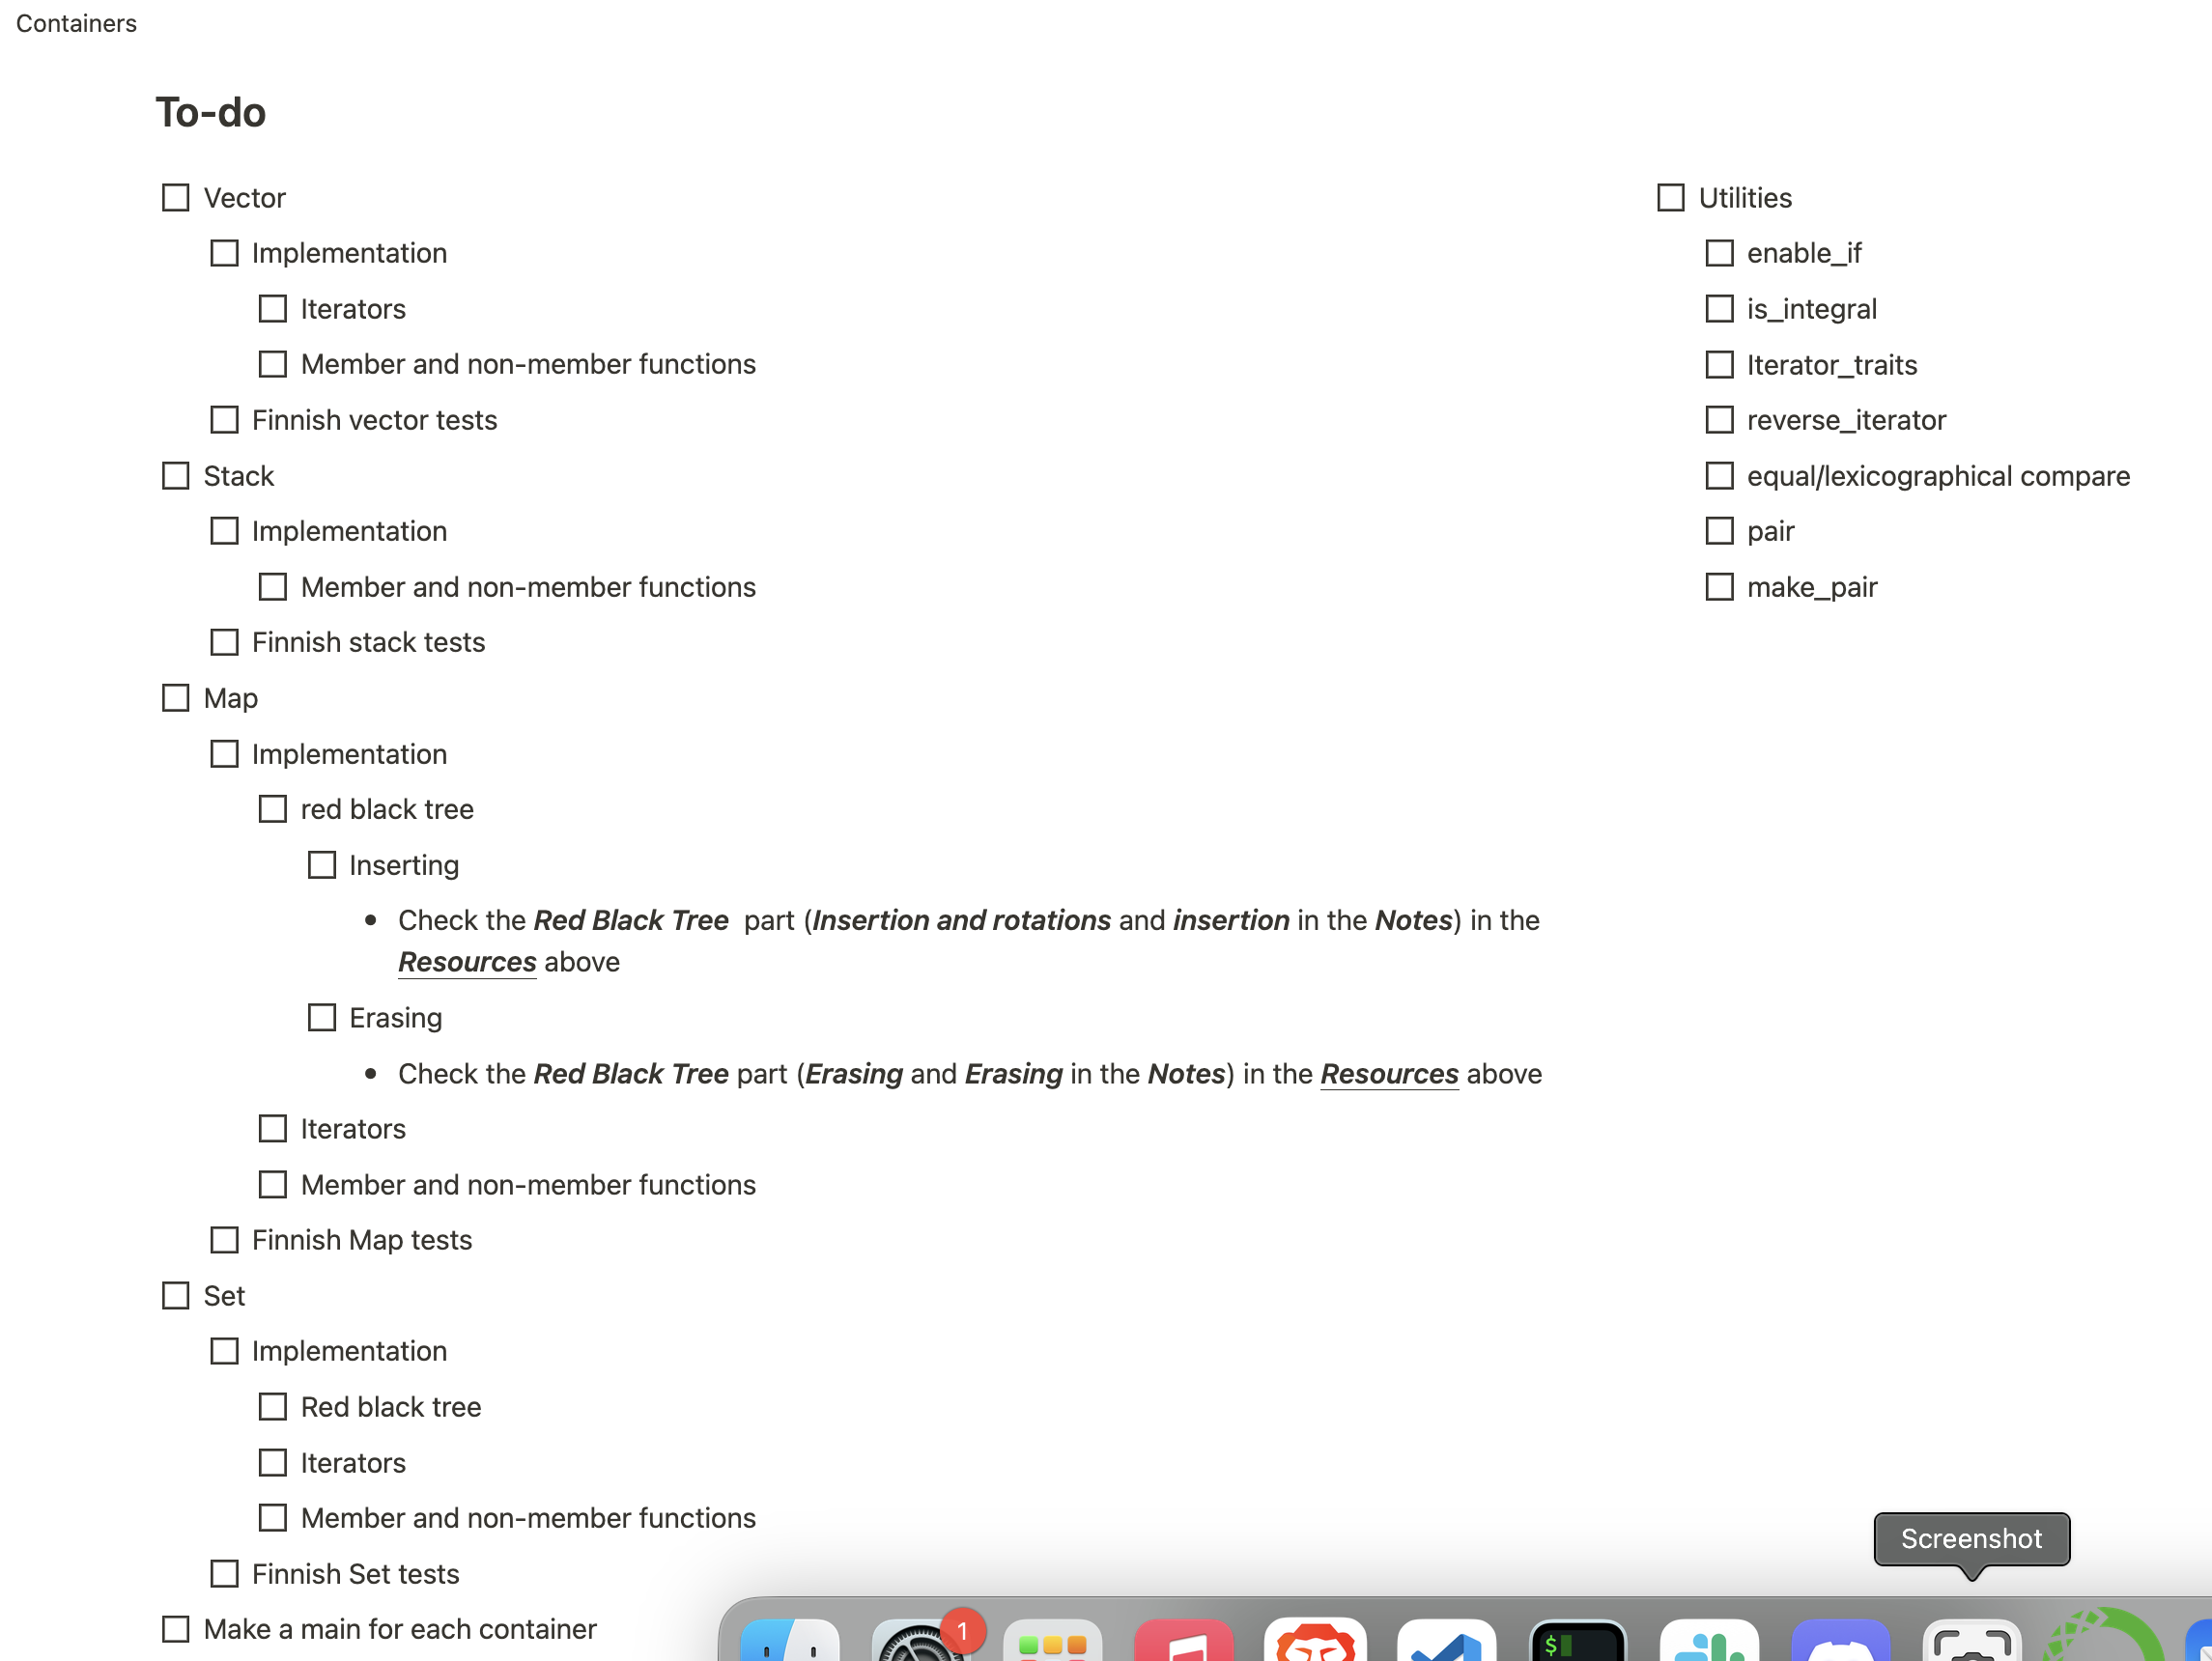 Containers
To-do
Vector
Implementation
Iterators
Member and non-member functions
Finnish vector tests
Stack
Implementation
Member and non-member functions
Finnish stack tests
Map
Implementation
red black tree
Inserting
Check the Red Black Tree part (Insertion and rotations and insertion in the Notes) in the
Resources above
Erasing
Check the Red Black Tree part (Erasing and Erasing in the Notes) in the Resources above
Iterators
Member and non-member functions
Finnish Map tests
Set
Implementation
Red black tree
Iterators
Member and non-member functions
Finnish Set tests
Make a main for each container
Utilities
enable_if
is_integral
Iterator_traits
reverse_iterator
equal/lexicographical compare
pair
make_pair
Screenshot
1
$